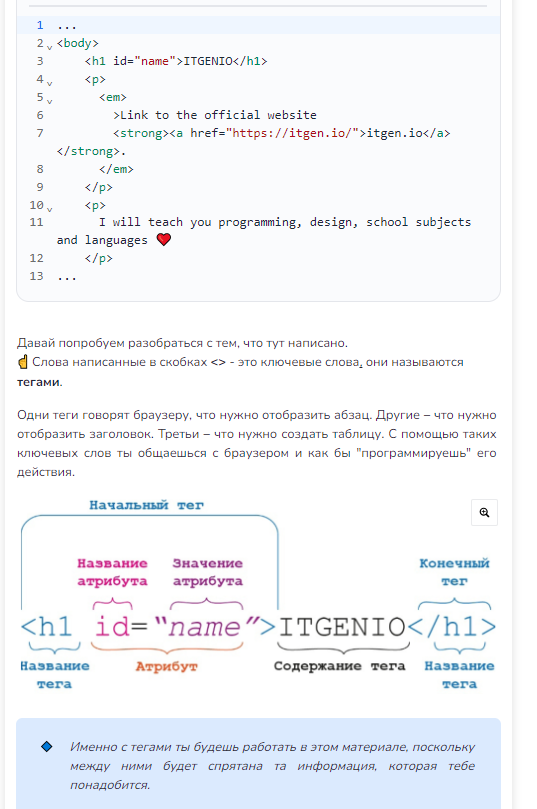 1 ...
2 <body>
3 <h1 id="name">ITGENIO</h1>
4 <p>
5 <em>
6 >Link to the official website
7 <strong><a href="https://itgen.io/">itgen.io</a>
</strong>.
8 </em>
9 </p>
10 <p>
11 I will teach you programming, design, school subjects
and languages ❤️
12 </p>
13 ...
Давай попробуем разобраться с тем, что тут написано.
☝ Слова написанные в скобках <> - это ключевые слова, они называются
тегами.
Одни теги говорят браузеру, что нужно отобразить абзац. Другие – что нужно
отобразить заголовок. Третьи – что нужно создать таблицу. С помощью таких
ключевых слов ты общаешься с браузером и как бы "программируешь" его
действия.
Начальный тег
Название атрибута
Значение атрибута
Конечный тег
<h1 id="name">ITGENIO</h1>
Название тега
Атрибут
Содержание тега
Название тега
🔹 Именно с тегами ты будешь работать в этом материале, поскольку
между ними будет спрятана та информация, которая тебе
понадобится.